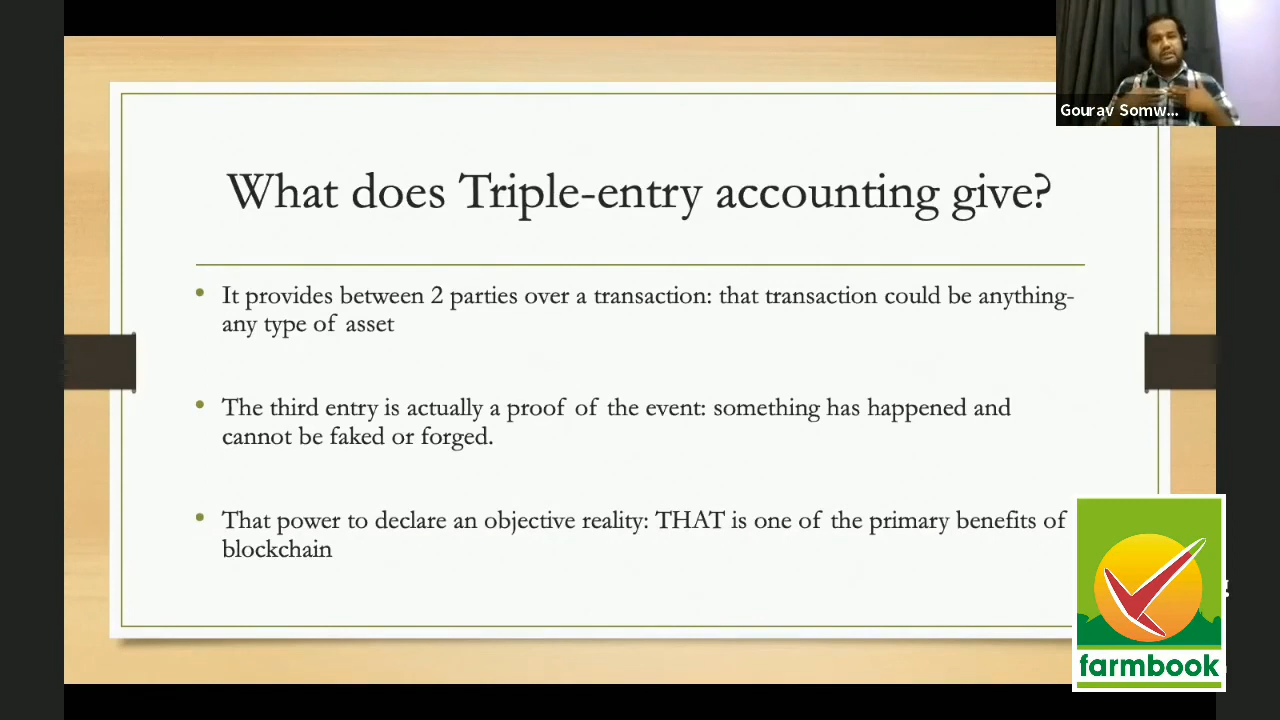 Gourav Somw...
What does Triple-entry accounting give?
• It provides between 2 parties over a transaction: that transaction could be anything-
any type of asset
• The third entry is actually a proof of the event: something has happened and
cannot be faked or forged.
• That power to declare an objective reality: THAT is one of the primary benefits of
blockchain
farmbook